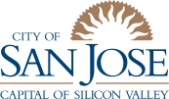 CITY OF
SAN JOSE
CAPITAL OF SILICON VALLEY